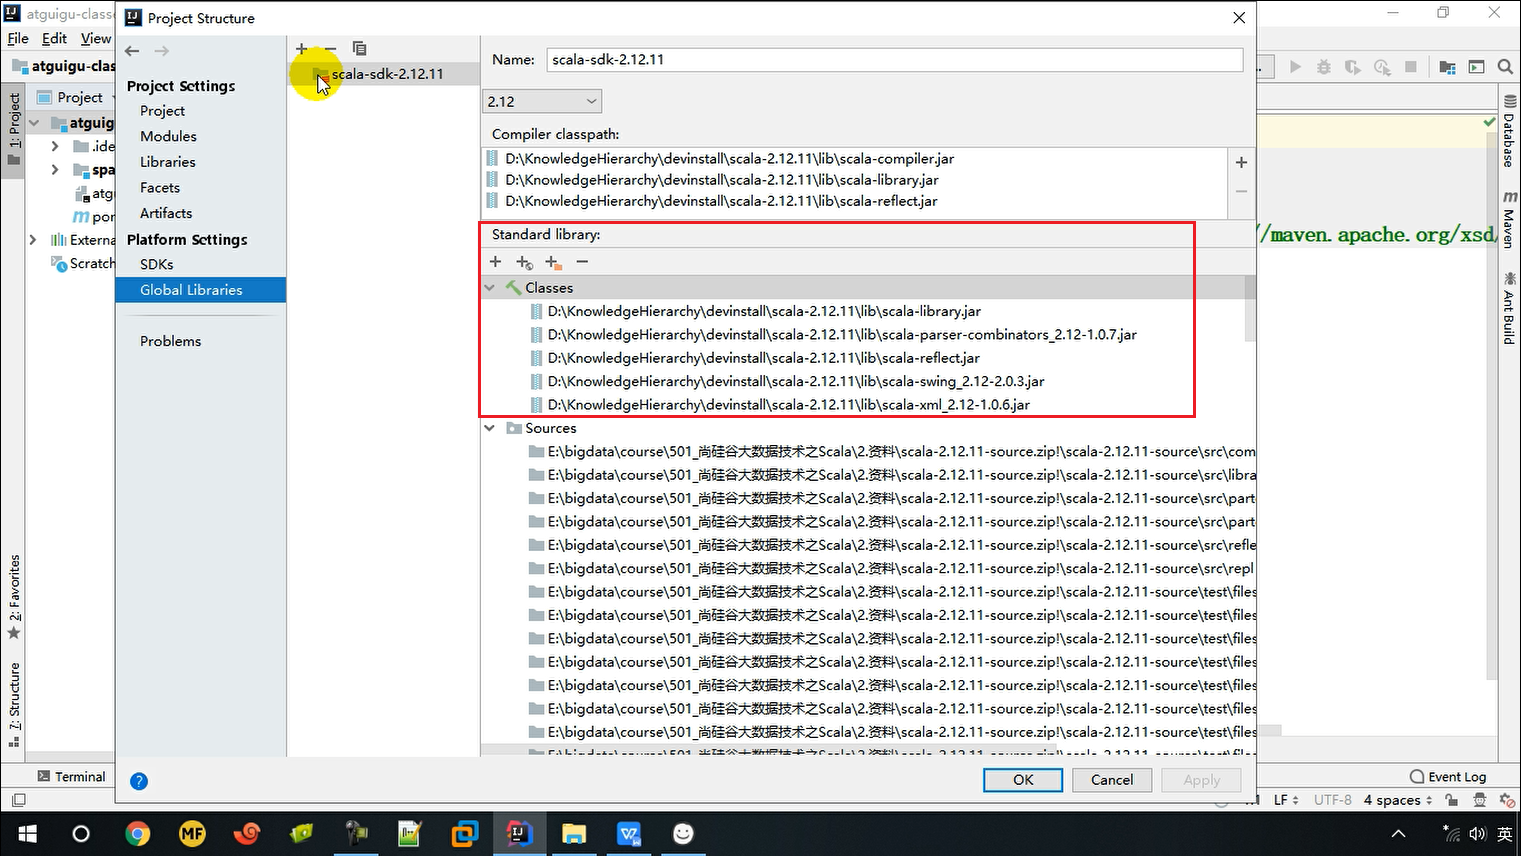 atguigu-classe
Project Structure
File Edit View
atguigu-clas
Name: scala-sdk-2.12.11
scala-sdk-2.12.11
Project Settings
Project
Modules
Libraries
Facets
Artifacts
Platform Settings
SDKs
Global Libraries
Problems
1: Project
Project
atguig
.ide
spa
atgu
por
Externa
Scratch
2: Favorites
7: Structure
2.12
Compiler classpath:
D:\KnowledgeHierarchy\devinstall\scala-2.12.11\lib\scala-compiler.jar
D:\KnowledgeHierarchy\devinstall\scala-2.12.11\lib\scala-library.jar
D:\KnowledgeHierarchy\devinstall\scala-2.12.11\lib\scala-reflect.jar
Standard library:
Classes
D:\KnowledgeHierarchy\devinstall\scala-2.12.11\lib\scala-library.jar
D:\KnowledgeHierarchy\devinstall\scala-2.12.11\lib\scala-parser-combinators_2.12-1.0.7.jar
D:\KnowledgeHierarchy\devinstall\scala-2.12.11\lib\scala-reflect.jar
D:\KnowledgeHierarchy\devinstall\scala-2.12.11\lib\scala-swing_2.12-2.0.3.jar
D:\KnowledgeHierarchy\devinstall\scala-2.12.11\lib\scala-xml_2.12-1.0.6.jar
Sources
E:\bigdata\course\501_尚硅谷大数据技术之Scala\2.资料\scala-2.12.11-source.zip!\scala-2.12.11-source\src\com
E:\bigdata\course\501_尚硅谷大数据技术之Scala\2.资料\scala-2.12.11-source.zip!\scala-2.12.11-source\src\libra
E:\bigdata\course\501_尚硅谷大数据技术之Scala\2.资料\scala-2.12.11-source.zip!\scala-2.12.11-source\src\part
E:\bigdata\course\501_尚硅谷大数据技术之Scala\2.资料\scala-2.12.11-source.zip!\scala-2.12.11-source\src\part
E:\bigdata\course\501_尚硅谷大数据技术之Scala\2.资料\scala-2.12.11-source.zip!\scala-2.12.11-source\src\refle
E:\bigdata\course\501_尚硅谷大数据技术之Scala\2.资料\scala-2.12.11-source.zip!\scala-2.12.11-source\src\repl
E:\bigdata\course\501_尚硅谷大数据技术之Scala\2.资料\scala-2.12.11-source.zip!\scala-2.12.11-source\test\files
E:\bigdata\course\501_尚硅谷大数据技术之Scala\2.资料\scala-2.12.11-source.zip!\scala-2.12.11-source\test\files
E:\bigdata\course\501_尚硅谷大数据技术之Scala\2.资料\scala-2.12.11-source.zip!\scala-2.12.11-source\test\files
E:\bigdata\course\501_尚硅谷大数据技术之Scala\2.资料\scala-2.12.11-source.zip!\scala-2.12.11-source\test\files
E:\bigdata\course\501_尚硅谷大数据技术之Scala\2.资料\scala-2.12.11-source.zip!\scala-2.12.11-source\test\files
E:\bigdata\course\501_尚硅谷大数据技术之Scala\2.资料\scala-2.12.11-source.zip!\scala-2.12.11-source\test\files
E:\bigdata\course\501_尚硅谷大数据技术之Scala\2.资料\scala-2.12.11-source.zip!\scala-2.12.11-source\test\files
OK Cancel Apply
//maven.apache.org/xsd/
Database
Maven
Ant Build
Terminal
Event Log
LF UTF-8 4 spaces
MF
英